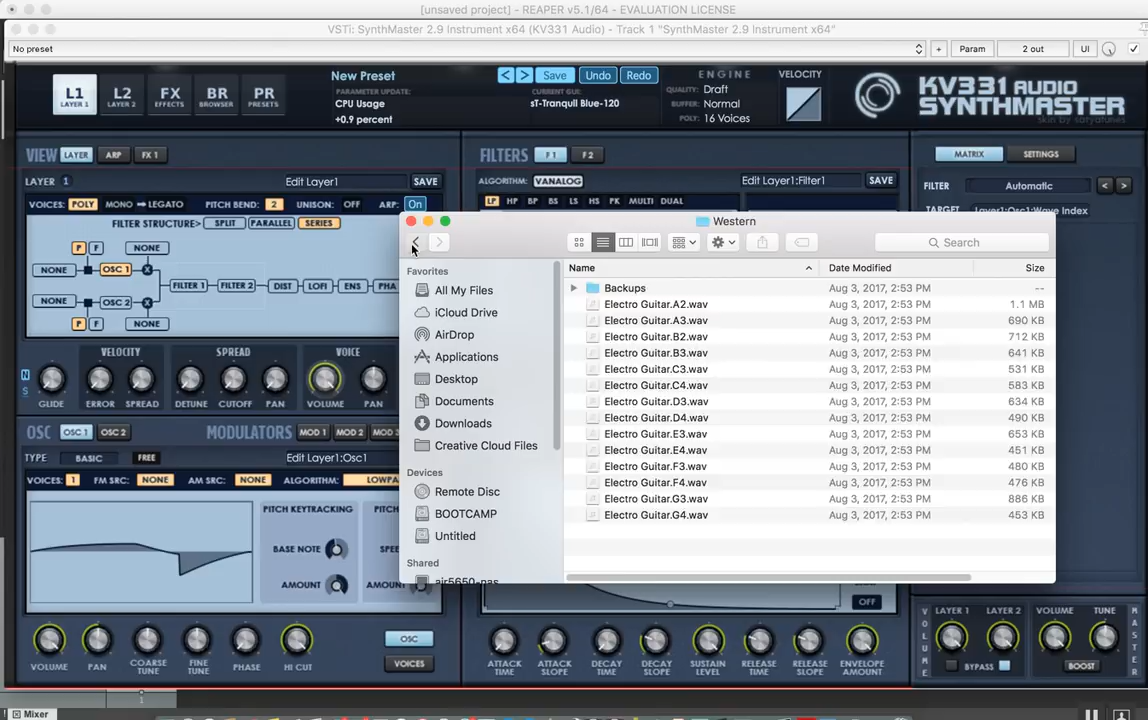 [unsaved project] - REAPER v5.1/64 - EVALUATION LICENSE
VSTi: SynthMaster 2.9 Instrument x64 (KV331 Audio) - Track 1 "SynthMaster 2.9 Instrument x64"
No preset + Param 2 out UI
L1 LAYER 1 L2 LAYER 2 FX EFFECTS BR BROWSER PR PRESETS
New Preset < > Save Undo Redo
PARAMETER UPDATE: CURRENT GUI:
CPU Usage sT-Tranquil Blue-120
+0.9 percent
ENGINE VELOCITY
QUALITY: Draft
BUFFER: Normal
POLY: 16 Voices
KV331 AUDIO
SYNTHMASTER
skin by satyatunes
VIEW LAYER ARP FX 1 FILTERS F 1 F 2 MATRIX SETTINGS
LAYER 1 Edit Layer1 SAVE ALGORITHM: VANALOG Edit Layer1:Filter1 SAVE FILTER Automatic < >
VOICES: POLY MONO LEGATO PITCH BEND: 2 UNISON: OFF ARP: On LP HP BP BS LS HS PK MULTI DUAL TARGET Layer1:Osc1:Wave Index
FILTER STRUCTURE> SPLIT PARALLEL SERIES
P F NONE
NONE OSC 1 X
FILTER 1 FILTER 2 DIST LOFI ENS PHA
NONE OSC 2 X
P F NONE
VELOCITY SPREAD VOICE
N
S
GLIDE ERROR SPREAD DETUNE CUTOFF PAN VOLUME PAN
OSC OSC 1 OSC 2 MODULATORS MOD 1 MOD 2 MOD 3
TYPE BASIC FREE Edit Layer1:Osc1
VOICES: 1 FM SRC: NONE AM SRC: NONE ALGORITHM: LOWPA
PITCH KEYTRACKING PITCH
BASE NOTE SPE
AMOUNT AMOUN
VOLUME PAN COARSE TUNE FINE TUNE PHASE HI CUT
OSC
VOICES
Western
Search
Favorites
All My Files
iCloud Drive
AirDrop
Applications
Desktop
Documents
Downloads
Creative Cloud Files
Devices
Remote Disc
BOOTCAMP
Untitled
Shared
air5650-nas
Name Date Modified Size
Backups Aug 3, 2017, 2:53 PM --
Electro Guitar.A2.wav Aug 3, 2017, 2:53 PM 1.1 MB
Electro Guitar.A3.wav Aug 3, 2017, 2:53 PM 690 KB
Electro Guitar.B2.wav Aug 3, 2017, 2:53 PM 712 KB
Electro Guitar.B3.wav Aug 3, 2017, 2:53 PM 641 KB
Electro Guitar.C3.wav Aug 3, 2017, 2:53 PM 531 KB
Electro Guitar.C4.wav Aug 3, 2017, 2:53 PM 583 KB
Electro Guitar.D3.wav Aug 3, 2017, 2:53 PM 634 KB
Electro Guitar.D4.wav Aug 3, 2017, 2:53 PM 490 KB
Electro Guitar.E3.wav Aug 3, 2017, 2:53 PM 653 KB
Electro Guitar.E4.wav Aug 3, 2017, 2:53 PM 451 KB
Electro Guitar.F3.wav Aug 3, 2017, 2:53 PM 480 KB
Electro Guitar.F4.wav Aug 3, 2017, 2:53 PM 476 KB
Electro Guitar.G3.wav Aug 3, 2017, 2:53 PM 886 KB
Electro Guitar.G4.wav Aug 3, 2017, 2:53 PM 453 KB
OFF
ATTACK TIME ATTACK SLOPE DECAY TIME DECAY SLOPE SUSTAIN LEVEL RELEASE TIME RELEASE SLOPE ENVELOPE AMOUNT
VOLUME LAYER 1 LAYER 2 VOLUME TUNE MASTER
BYPASS BOOST
1
Mixer